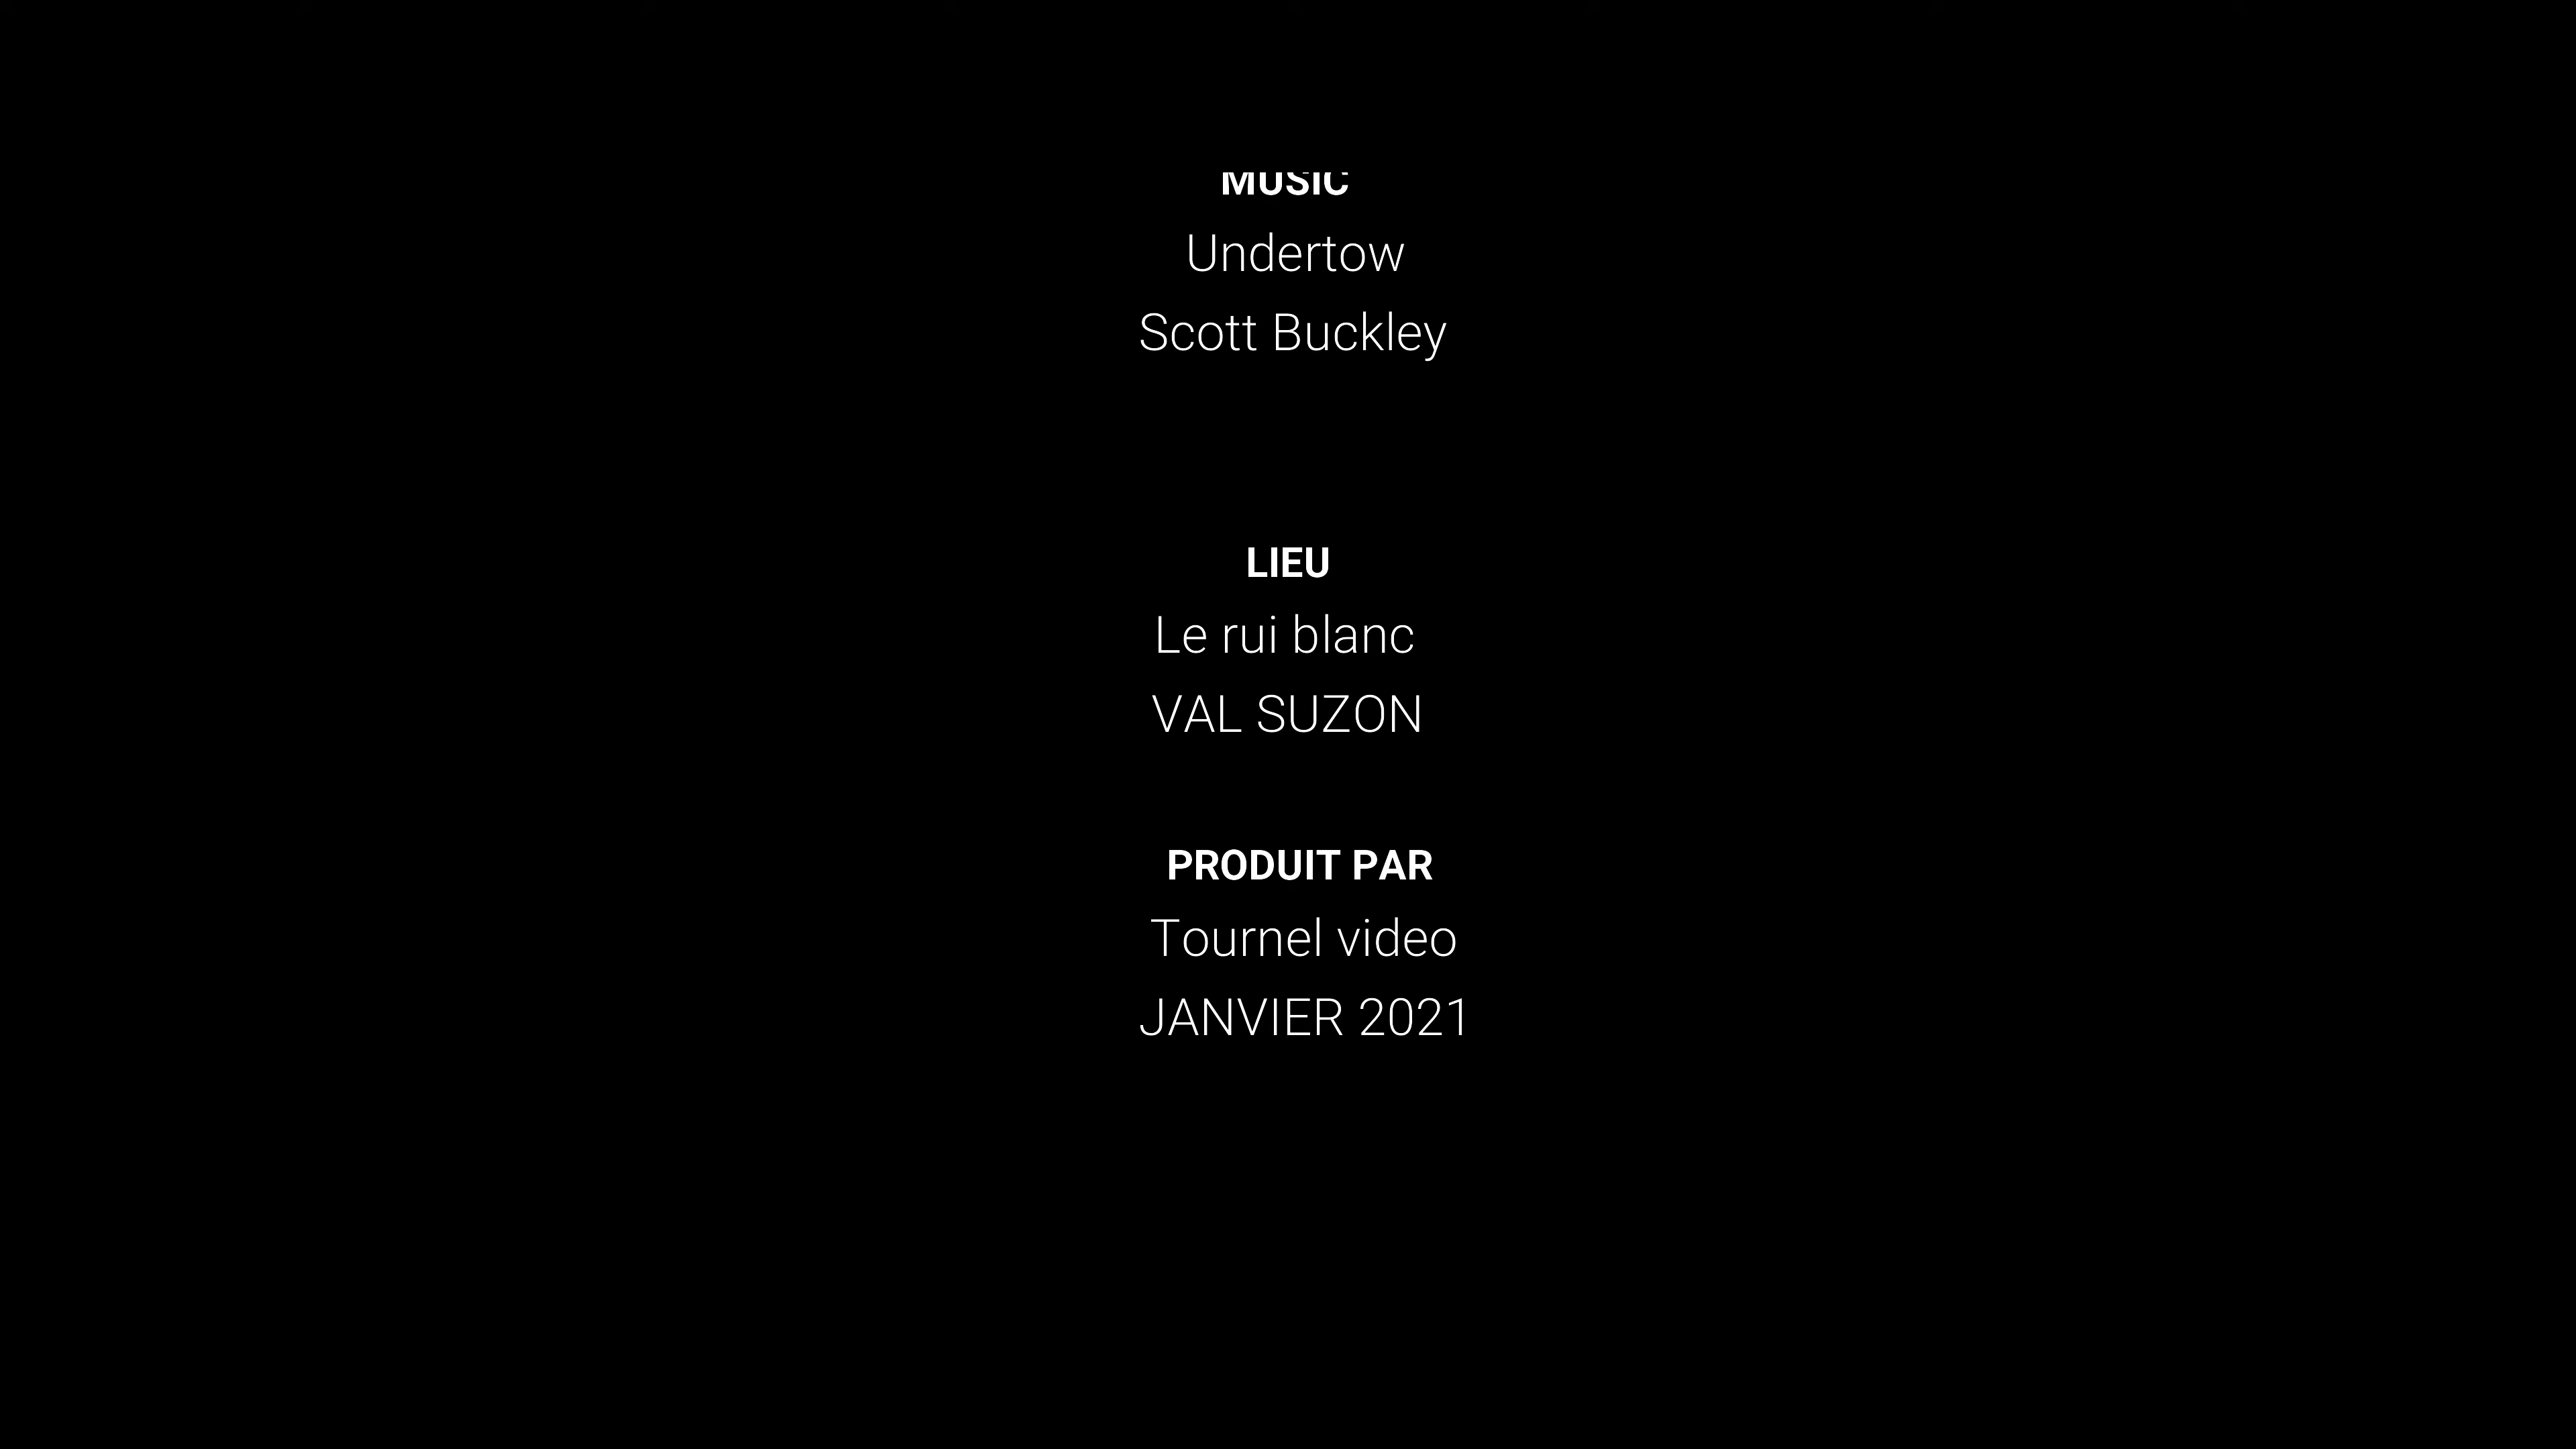 MUSIC
Undertow
Scott Buckley
LIEU
Le rui blanc
VAL SUZON
PRODUIT PAR
Tournel video
JANVIER 2021